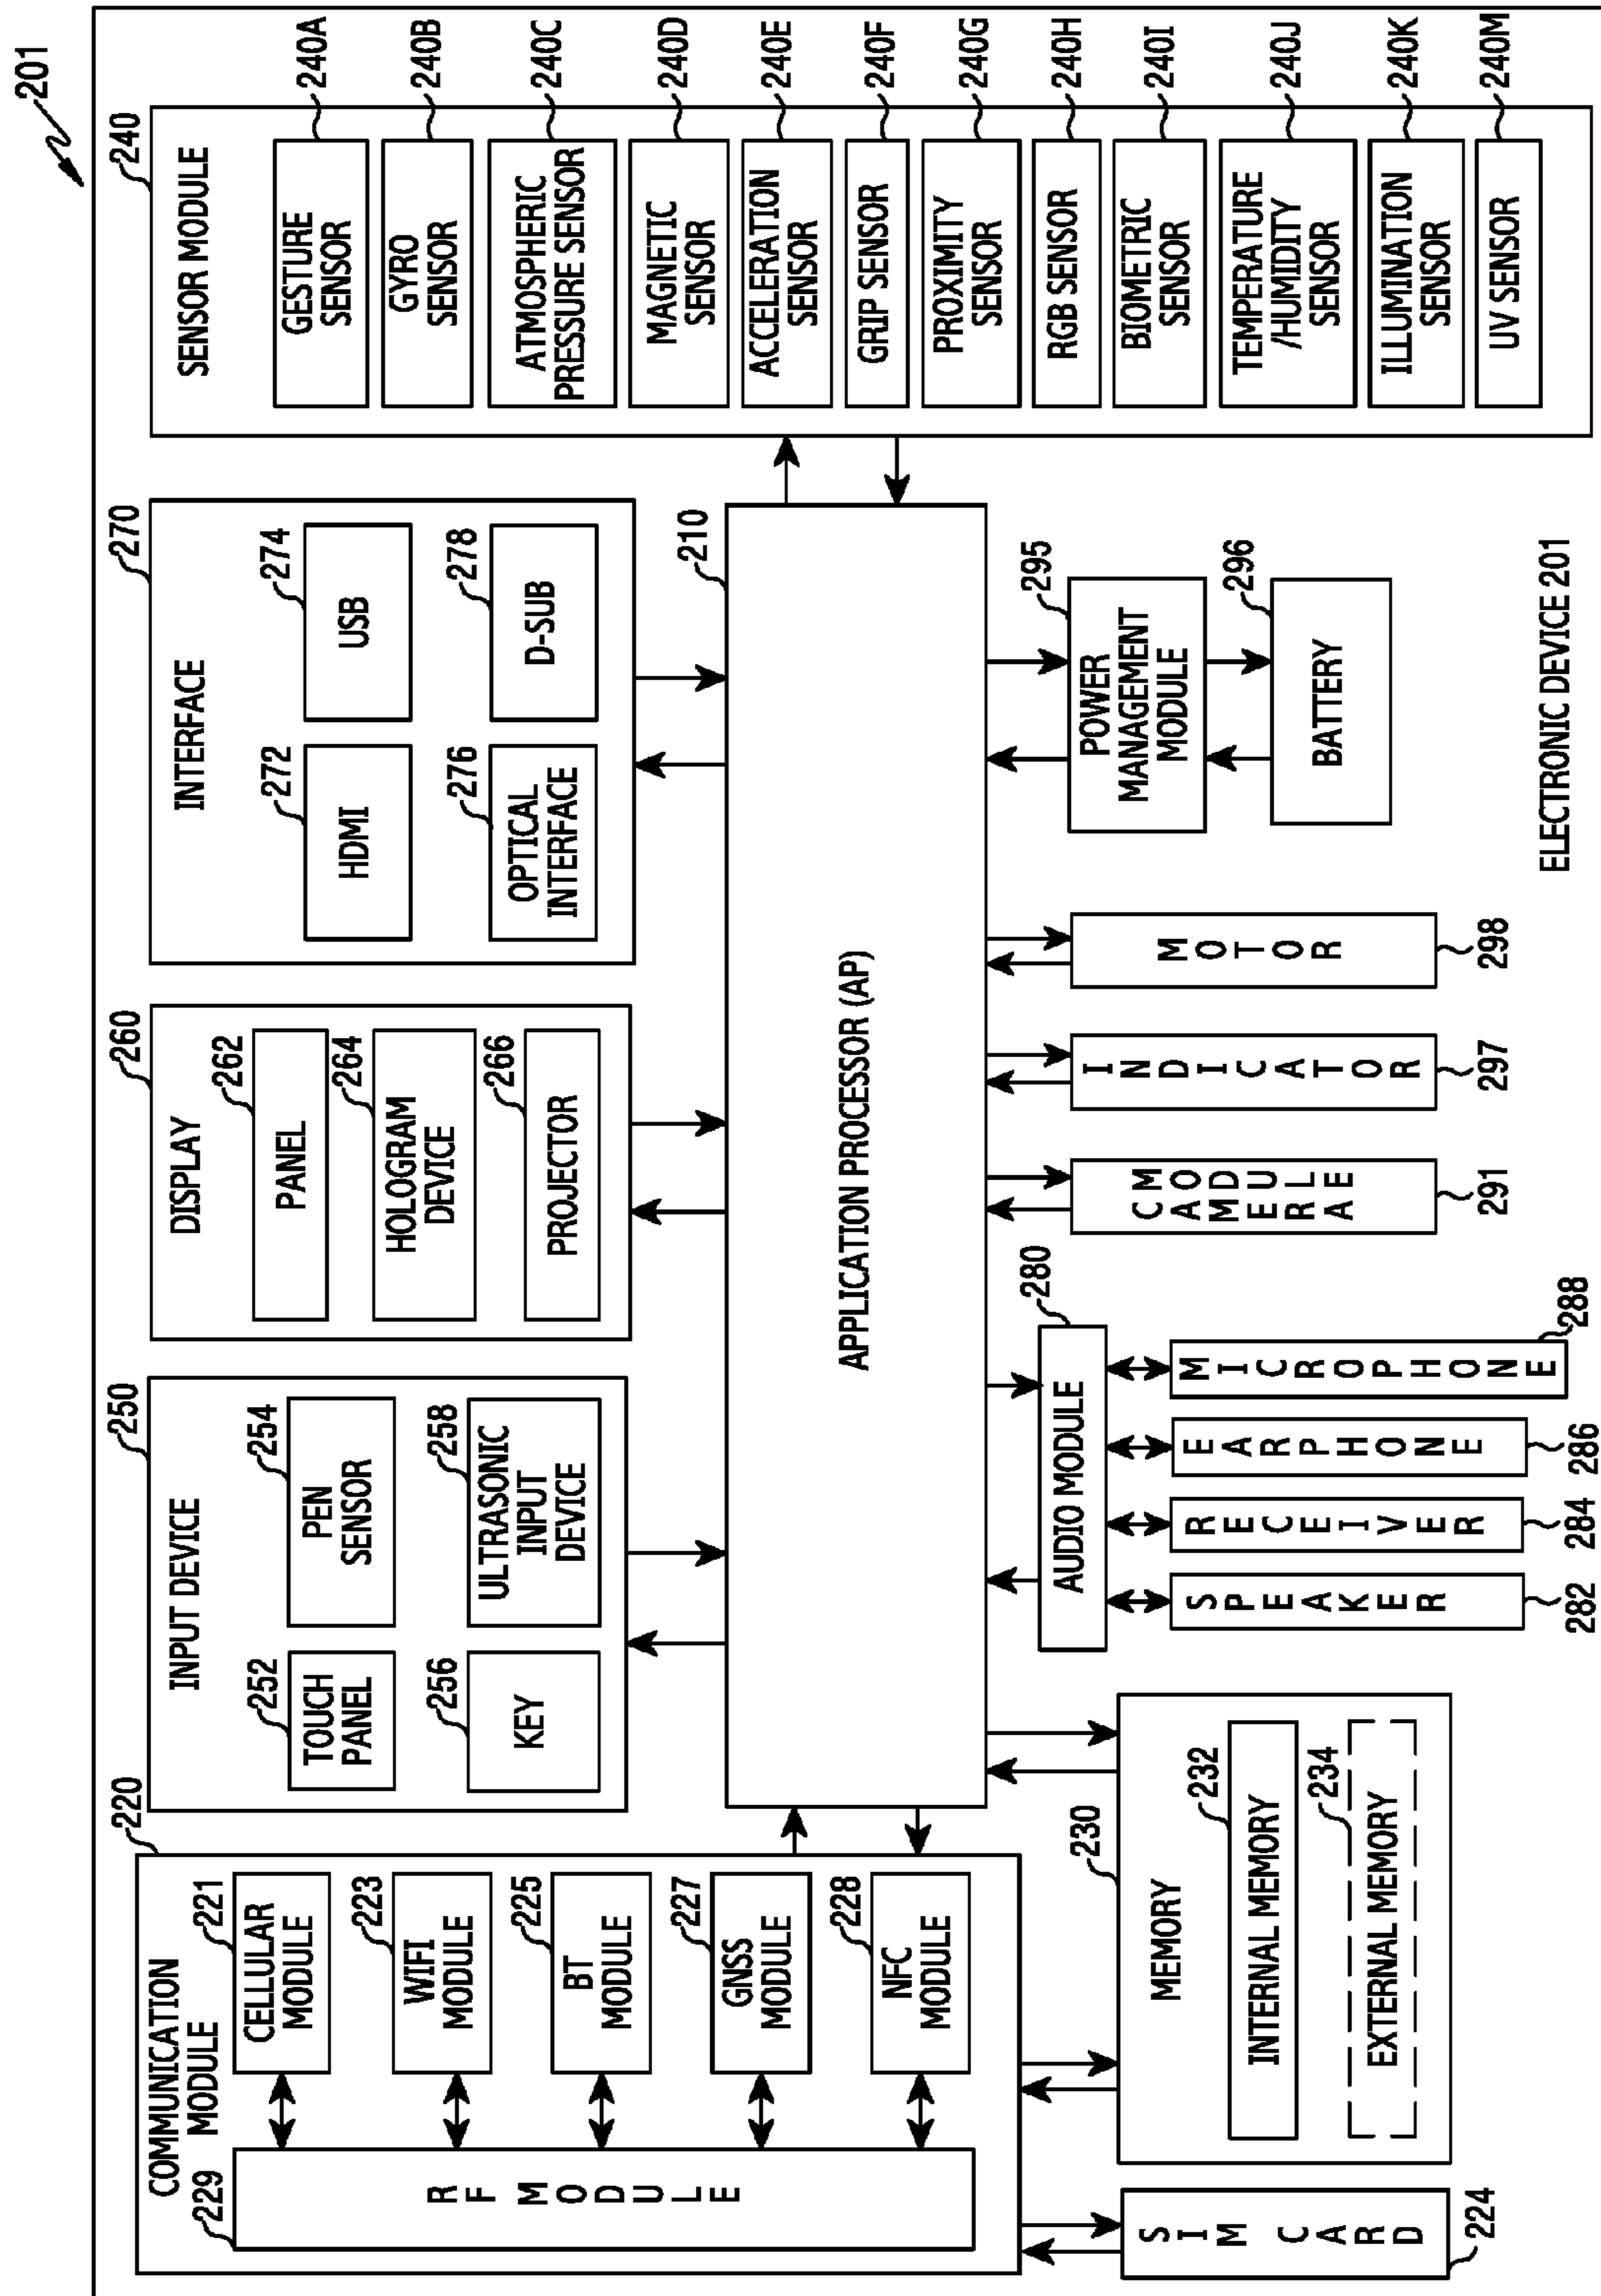 201
COMMUNICATION
MODULE
220
229
RF MODULE
221
CELLULAR
MODULE
223
WIFI
MODULE
225
BT
MODULE
227
GNSS
MODULE
228
NFC
MODULE
INPUT DEVICE
250
252
TOUCH
PANEL
254
PEN
SENSOR
256
KEY
258
ULTRASONIC
INPUT
DEVICE
DISPLAY
260
262
PANEL
264
HOLOGRAM
DEVICE
266
PROJECTOR
INTERFACE
270
272
HDMI
274
USB
276
OPTICAL
INTERFACE
278
D-SUB
SENSOR MODULE
240
GESTURE
SENSOR
240A
GYRO
SENSOR
240B
ATMOSPHERIC
PRESSURE SENSOR
240C
MAGNETIC
SENSOR
240D
ACCELERATION
SENSOR
240E
GRIP SENSOR
240F
PROXIMITY
SENSOR
240G
RGB SENSOR
240H
BIOMETRIC
SENSOR
240I
TEMPERATURE
/HUMIDITY
SENSOR
240J
ILLUMINATION
SENSOR
240K
UV SENSOR
240M
APPLICATION PROCESSOR (AP)
210
SIM CARD
224
MEMORY
230
232
INTERNAL MEMORY
234
EXTERNAL MEMORY
AUDIO MODULE
280
SPEAKER
282
RECEIVER
284
EARPHONE
286
MICROPHONE
288
CAMERA
MODULE
291
INDICATOR
297
MOTOR
298
POWER
MANAGEMENT
MODULE
295
BATTERY
296
ELECTRONIC DEVICE 201